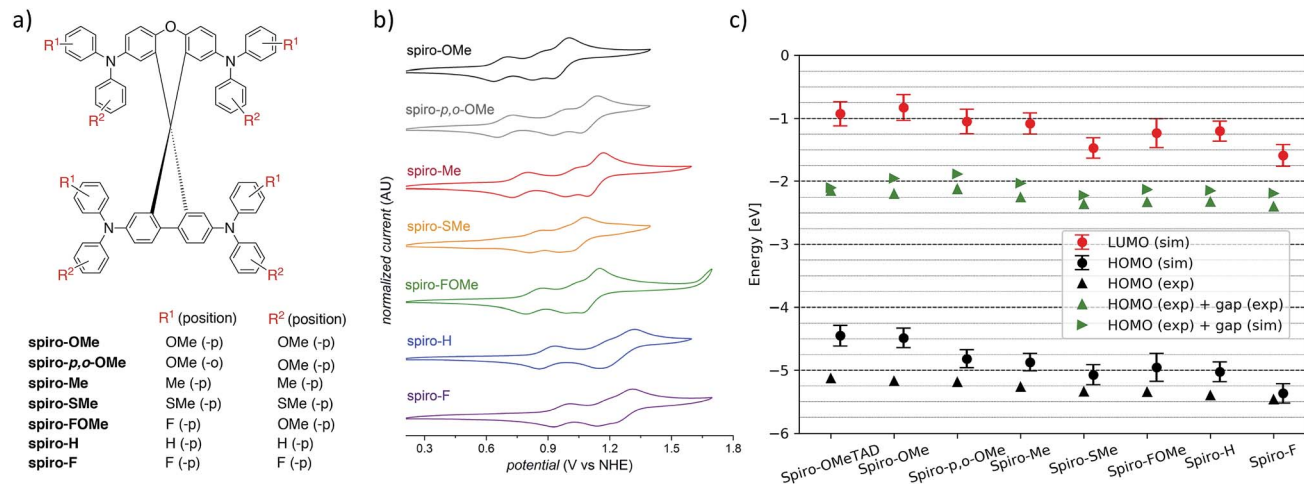 a)
R¹
O
R¹
N
N
R²
R²
R¹
R¹
N
N
R²
R²
R¹ (position) R² (position)
spiro-OMe OMe (-p) OMe (-p)
spiro-p,o-OMe OMe (-o) OMe (-p)
spiro-Me Me (-p) Me (-p)
spiro-SMe SMe (-p) SMe (-p)
spiro-FOMe F (-p) OMe (-p)
spiro-H H (-p) H (-p)
spiro-F F (-p) F (-p)
b)
spiro-OMe
spiro-p,o-OMe
spiro-Me
spiro-SMe
spiro-FOMe
spiro-H
spiro-F
normalized current (AU)
0.3 0.6 0.9 1.2 1.5 1.8
potential (V vs NHE)
c)
Energy [eV]
0
−1
−2
−3
−4
−5
−6
LUMO (sim)
HOMO (sim)
HOMO (exp)
HOMO (exp) + gap (exp)
HOMO (exp) + gap (sim)
Spiro-OMeTAD
Spiro-OMe
Spiro-p,o-OMe
Spiro-Me
Spiro-SMe
Spiro-FOMe
Spiro-H
Spiro-F